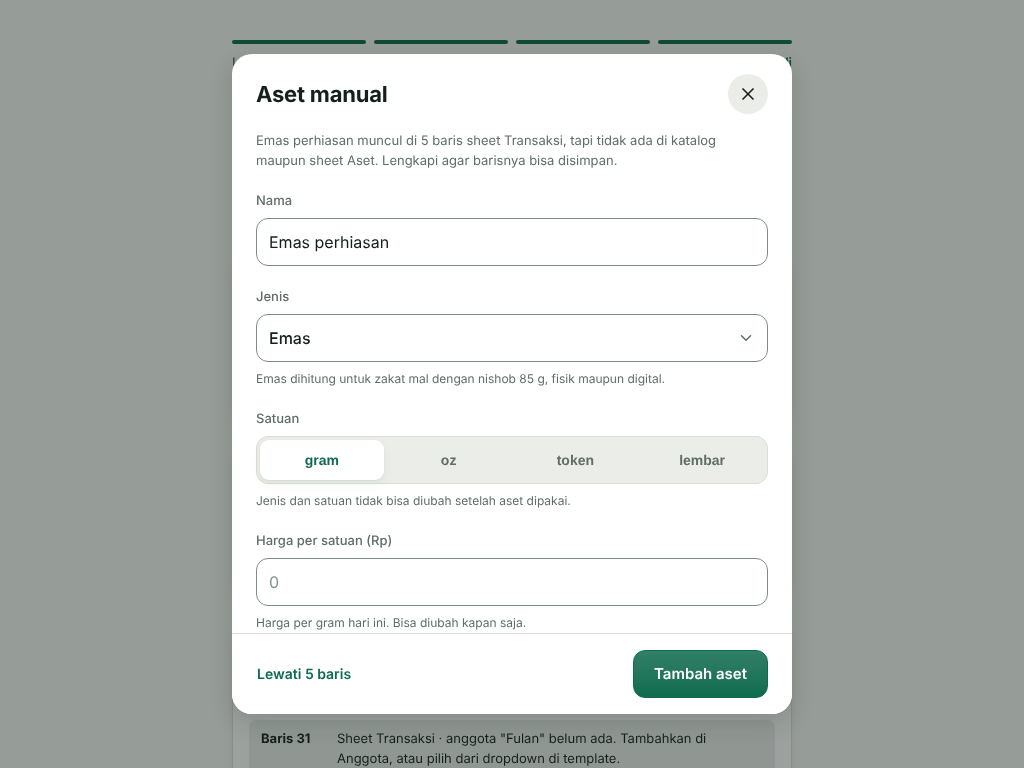 Aset manual
Emas perhiasan muncul di 5 baris sheet Transaksi, tapi tidak ada di katalog
maupun sheet Aset. Lengkapi agar barisnya bisa disimpan.
Nama
Emas perhiasan
Jenis
Emas
Emas dihitung untuk zakat mal dengan nishob 85 g, fisik maupun digital.
Satuan
gram oz token lembar
Jenis dan satuan tidak bisa diubah setelah aset dipakai.
Harga per satuan (Rp)
0
Harga per gram hari ini. Bisa diubah kapan saja.
Lewati 5 baris Tambah aset
Baris 31 Sheet Transaksi · anggota "Fulan" belum ada. Tambahkan di
Anggota, atau pilih dari dropdown di template.